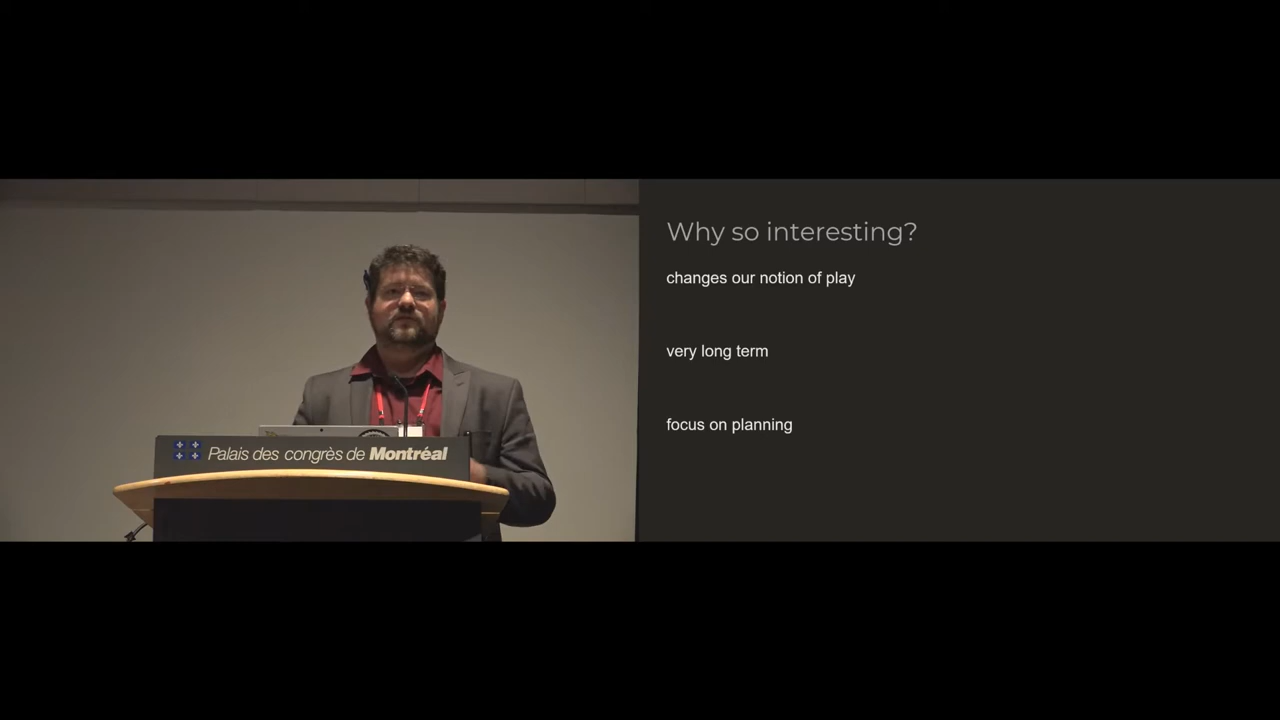 Palais des congrès de Montréal
Why so interesting?
changes our notion of play
very long term
focus on planning